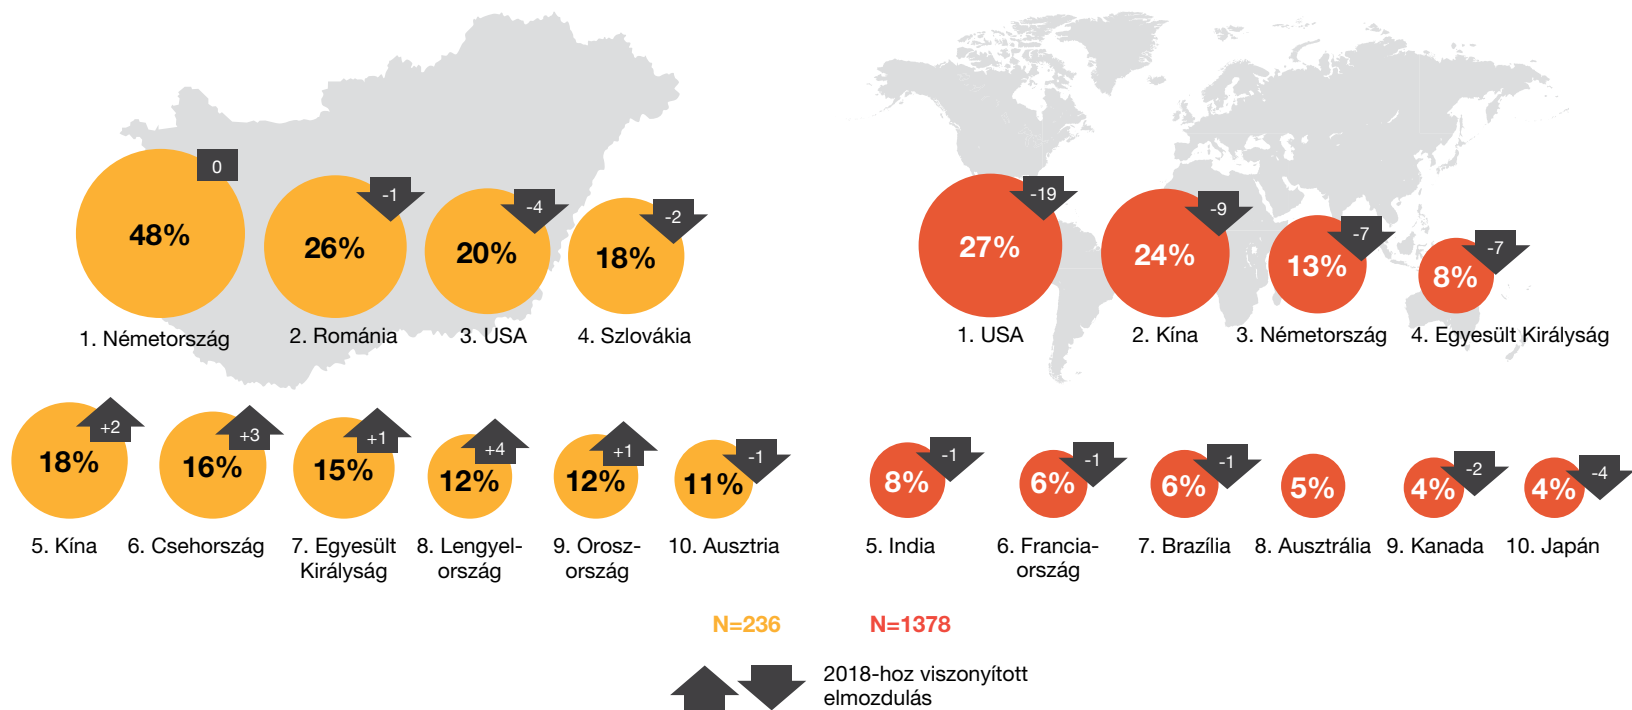 0
48%
1. Németország
-1
26%
2. Románia
-4
20%
3. USA
-2
18%
4. Szlovákia
-19
27%
1. USA
-9
24%
2. Kína
-7
13%
3. Németország
-7
8%
4. Egyesült Királyság
+2
18%
5. Kína
+3
16%
6. Csehország
+1
15%
7. Egyesült
Királyság
+4
12%
8. Lengyel-
ország
+1
12%
9. Orosz-
ország
-1
11%
10. Ausztria
-1
8%
5. India
-1
6%
6. Francia-
ország
-1
6%
7. Brazília
5%
8. Ausztrália
-2
4%
9. Kanada
-4
4%
10. Japán
N=236
N=1378
2018-hoz viszonyított
elmozdulás